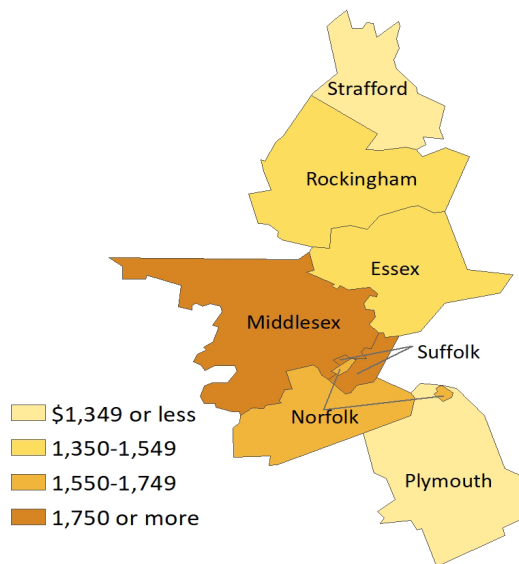 Strafford
Rockingham
Essex
Middlesex
Suffolk
Norfolk
Plymouth
$1,349 or less
1,350-1,549
1,550-1,749
1,750 or more